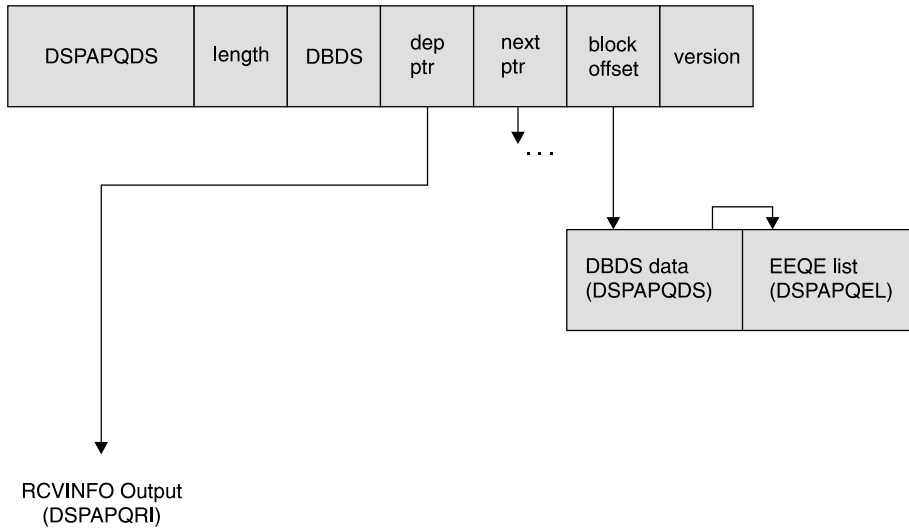 DSPAPQDS length DBDS dep ptr next ptr block offset version
...
DBDS data
(DSPAPQDS)
EEQE list
(DSPAPQEL)
RCVINFO Output
(DSPAPQRI)